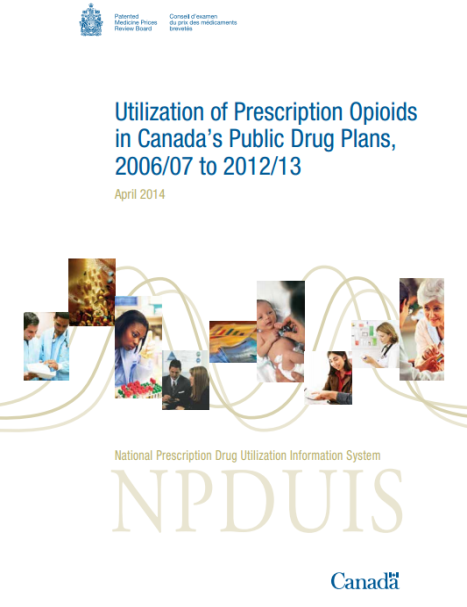 Patented
Medicine Prices
Review Board
Conseil d'examen
du prix des médicaments
brevetés
Utilization of Prescription Opioids
in Canada's Public Drug Plans,
2006/07 to 2012/13
April 2014
National Prescription Drug Utilization Information System
NPDUIS
Canada